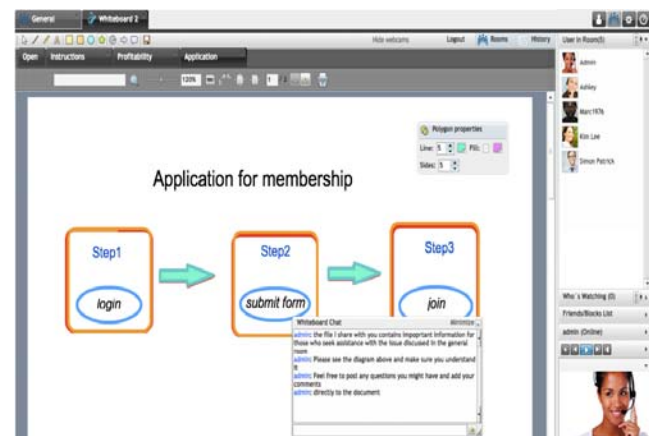 General
Whiteboard 2
Hide webcams
Logout
Rooms
History
User in Room(5)
Open
Instructions
Profitability
Application
120%
1
Admin
Ashley
Marc1976
Kim Lee
Simon Patrick
Polygon properties
Line: 5
Fill:
Sides: 5
Application for membership
Step1
login
Step2
submit form
Step3
join
Whiteboard Chat
Minimize
admin: the file I share with you contains impoprtant information for
those who seek assistance with the issue discussed in the general
room
admin: Please see the diagram above and make sure you understand
it
admin: Feel free to post any questions you might have and add your
comments
admin: directly to the document
Who's Watching (0)
Friends/Blocks List
admin (Online)